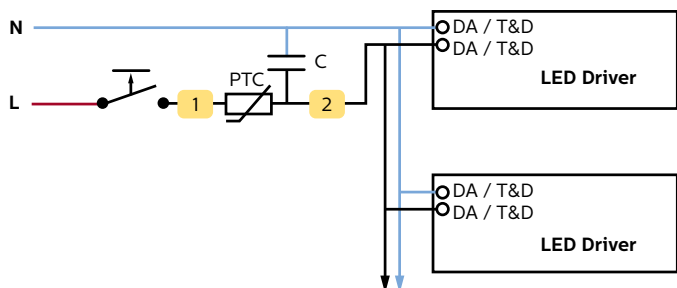 N
DA / T&D
DA / T&D
C
LED Driver
PTC
L
1
2
DA / T&D
DA / T&D
LED Driver